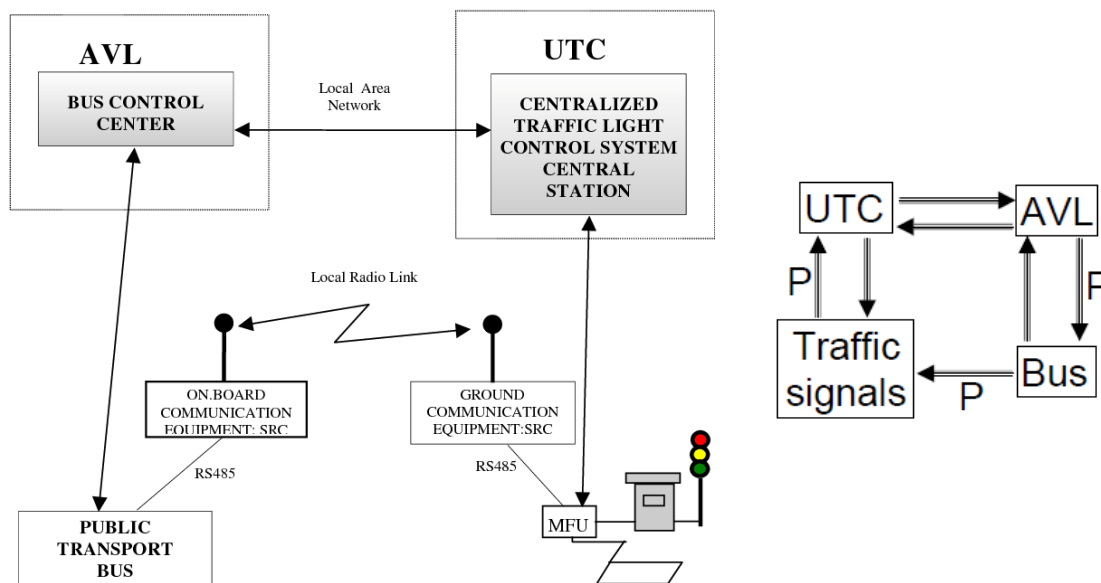 AVL
BUS CONTROL
CENTER
Local Area
Network
UTC
CENTRALIZED
TRAFFIC LIGHT
CONTROL SYSTEM
CENTRAL
STATION
Local Radio Link
ON.BOARD
COMMUNICATION
EQUIPMENT: SRC
GROUND
COMMUNICATION
EQUIPMENT:SRC
RS485
RS485
PUBLIC
TRANSPORT
BUS
MFU
UTC
AVL
P
P
Traffic
signals
P
Bus